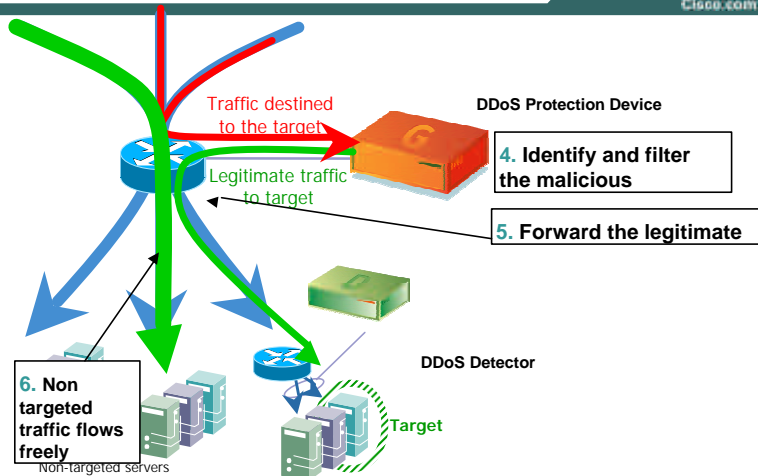 Cisco.com
Traffic destined
to the target
DDoS Protection Device
G
4. Identify and filter
the malicious
Legitimate traffic
to target
5. Forward the legitimate
DDoS Detector
6. Non
targeted
traffic flows
freely
Target
Non-targeted servers